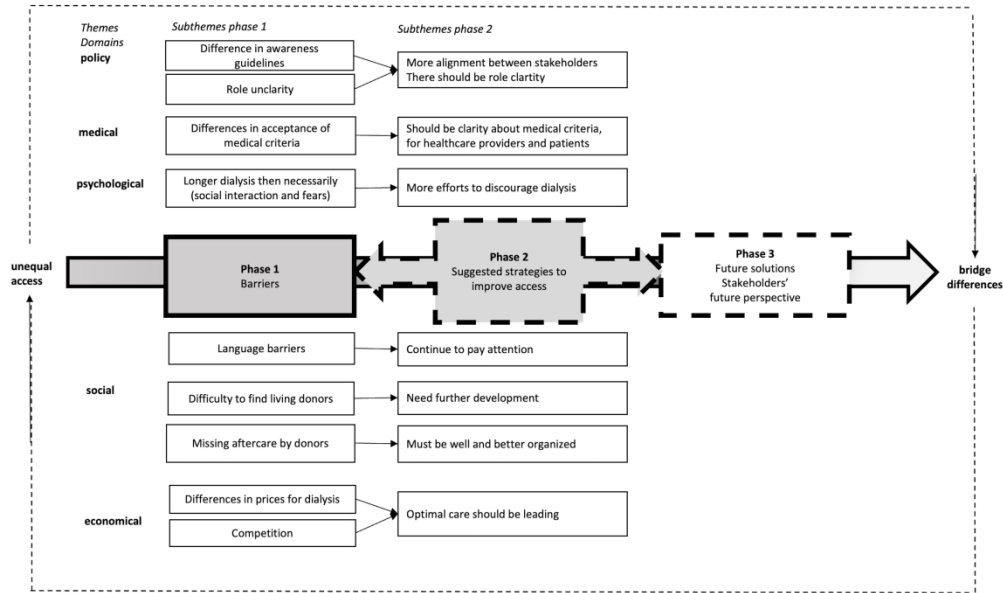 Themes
Domains
Subthemes phase 1
Subthemes phase 2
policy
Difference in awareness
guidelines
Role unclarity
More alignment between stakeholders
There should be role clartity
medical
Differences in acceptance of
medical criteria
Should be clarity about medical criteria,
for healthcare providers and patients
psychological
Longer dialysis then necessarily
(social interaction and fears)
More efforts to discourage dialysis
unequal
access
Phase 1
Barriers
Phase 2
Suggested strategies to
improve access
Phase 3
Future solutions
Stakeholders'
future perspective
bridge
differences
Language barriers
Continue to pay attention
social
Difficulty to find living donors
Need further development
Missing aftercare by donors
Must be well and better organized
economical
Differences in prices for dialysis
Competition
Optimal care should be leading